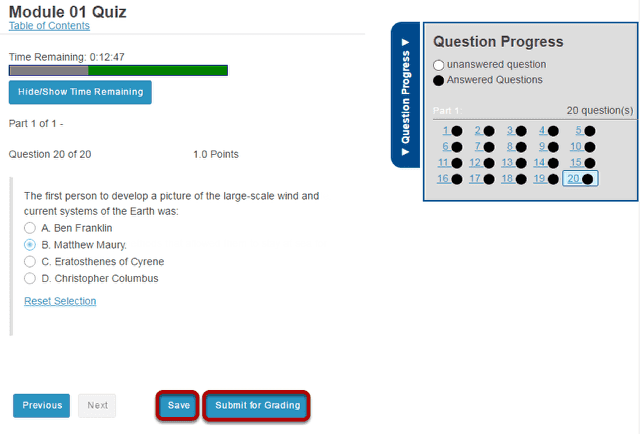 Module 01 Quiz
Table of Contents
Time Remaining: 0:12:47
Hide/Show Time Remaining
Part 1 of 1 -
Question 20 of 20 1.0 Points
The first person to develop a picture of the large-scale wind and
current systems of the Earth was:
A. Ben Franklin
B. Matthew Maury.
C. Eratosthenes of Cyrene
D. Christopher Columbus
Reset Selection
Previous Next Save Submit for Grading
▼ Question Progress ▼
Question Progress
unanswered question
Answered Questions
Part 1: 20 question(s)
1 2 3 4 5
6 7 8 9 10
11 12 13 14 15
16 17 18 19 20